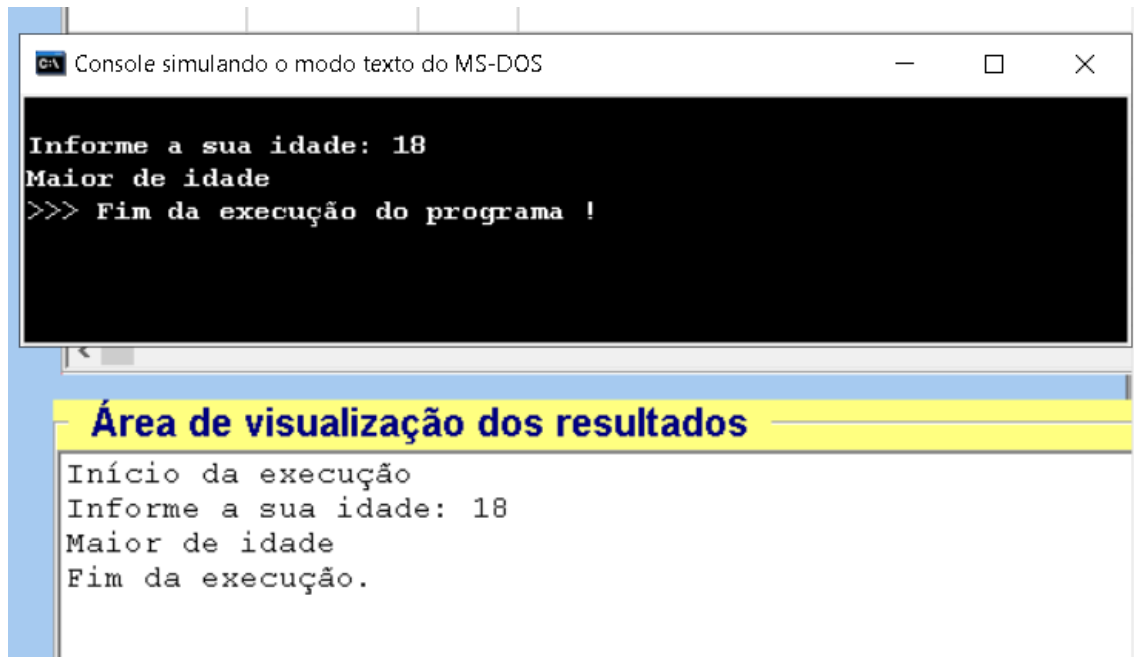 Console simulando o modo texto do MS-DOS
Informe a sua idade: 18
Maior de idade
>>> Fim da execução do programa !
Área de visualização dos resultados
Início da execução
Informe a sua idade: 18
Maior de idade
Fim da execução.